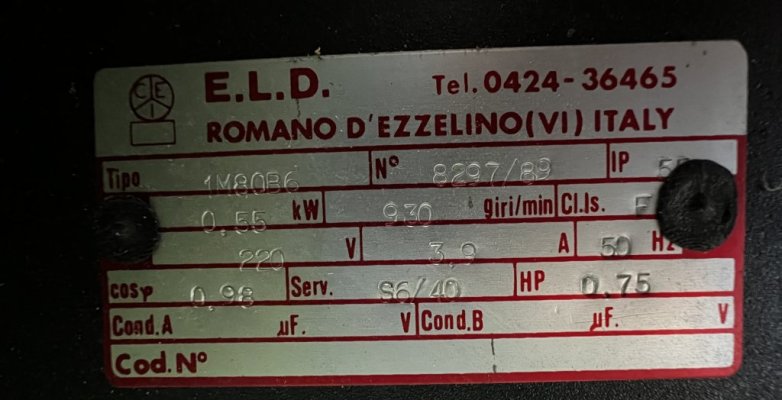 CEI E.L.D. Tel. 0424-36465
ROMANO D'EZZELINO(VI) ITALY
Tipo 1M80B6 N° 8297/89 IP
0,55 kW 930 giri/min Cl.Is. F
220 V 3,9 A 50 Hz
cosφ 0,98 Serv. S6/40 HP 0,75
Cond.A µF. V Cond.B µF. V
Cod.N°